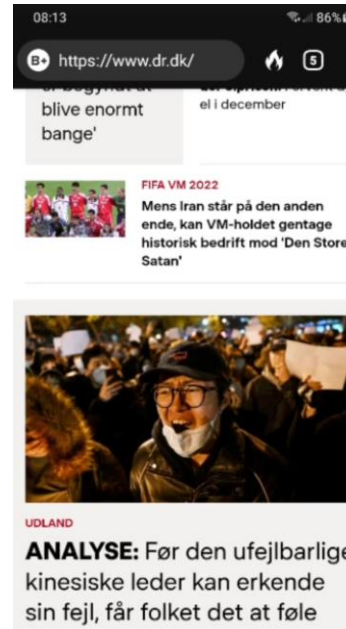 08:13
86%
B+ https://www.dr.dk/ 5
blive enormt
bange'
el i december
FIFA VM 2022
Mens Iran står på den anden
ende, kan VM-holdet gentage
historisk bedrift mod 'Den Store
Satan'
UDLAND
ANALYSE: Før den ufejlbarlige
kinesiske leder kan erkende
sin fejl, får folket det at føle